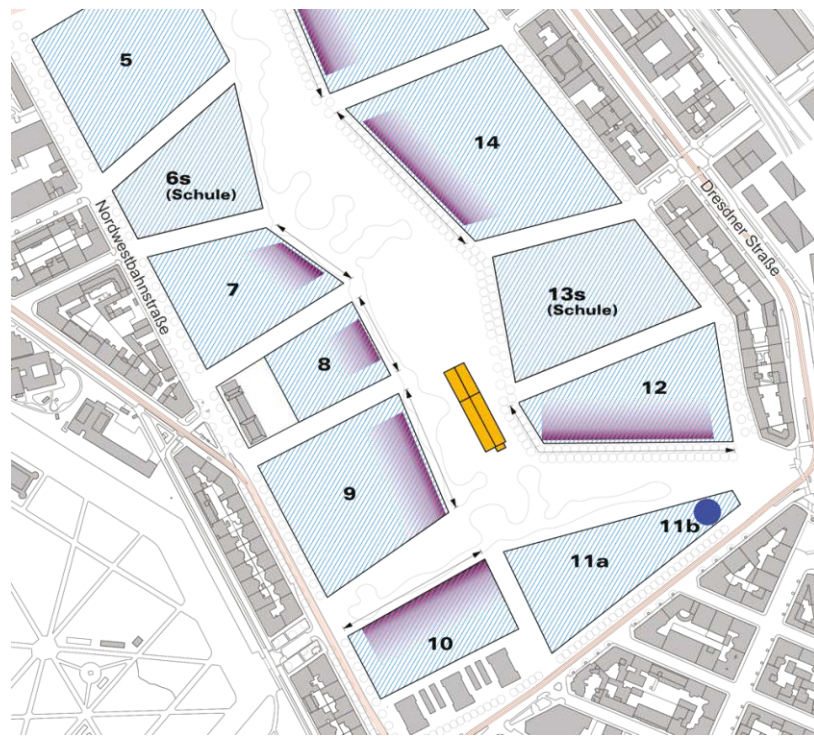 5
14
6s
(Schule)
Dresdner Straße
Nordwestbahnstraße
7
13s
(Schule)
8
12
9
11b
11a
10